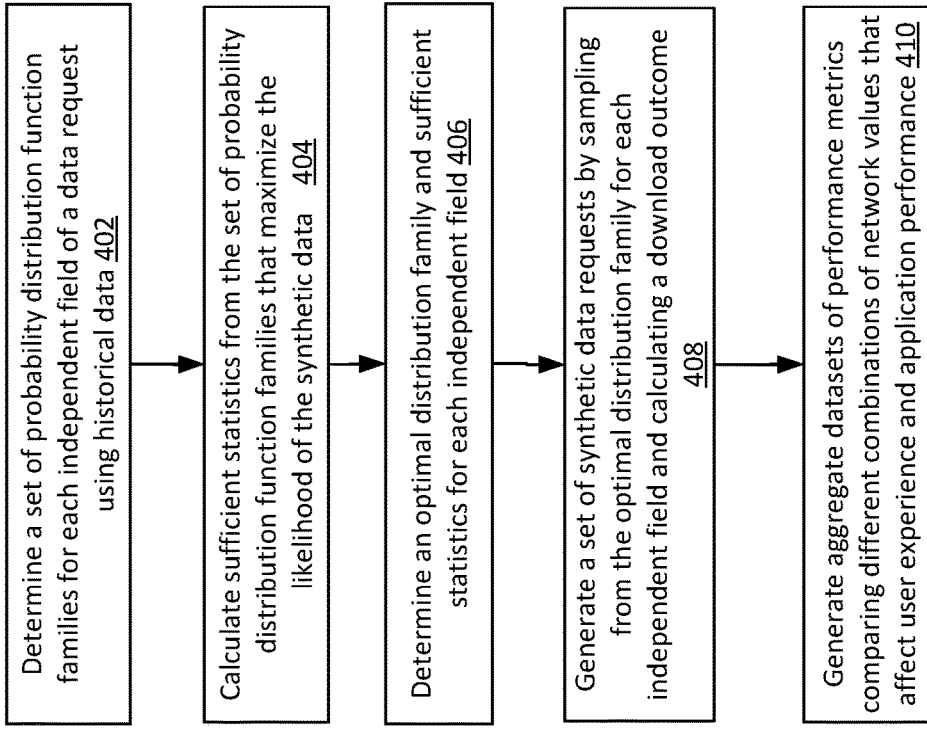 Determine a set of probability distribution function
families for each independent field of a data request
using historical data 402
Calculate sufficient statistics from the set of probability
distribution function families that maximize the
likelihood of the synthetic data 404
Determine an optimal distribution family and sufficient
statistics for each independent field 406
Generate a set of synthetic data requests by sampling
from the optimal distribution family for each
independent field and calculating a download outcome
408
Generate aggregate datasets of performance metrics
comparing different combinations of network values that
affect user experience and application performance 410